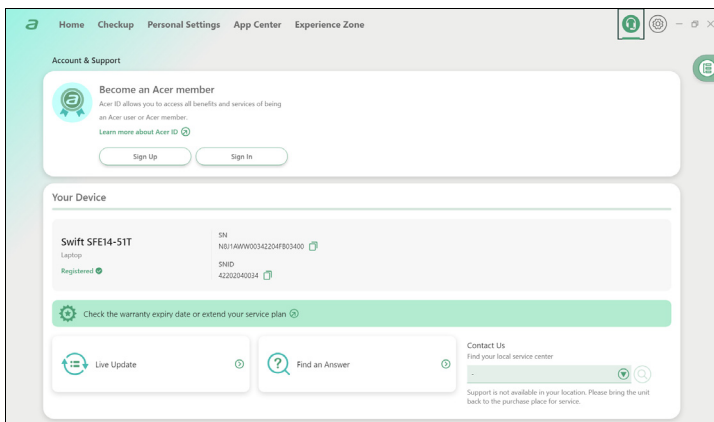 a
Home Checkup Personal Settings App Center Experience Zone
Account & Support
Become an Acer member
Acer ID allows you to access all benefits and services of being
an Acer user or Acer member.
Learn more about Acer ID
Sign Up Sign In
Your Device
Swift SFE14-51T
Laptop
Registered
SN
N8J1AWW00342204FB03400
SNID
42202040034
Check the warranty expiry date or extend your service plan
Live Update
Find an Answer
Contact Us
Find your local service center
-
Support is not available in your location. Please bring the unit
back to the purchase place for service.